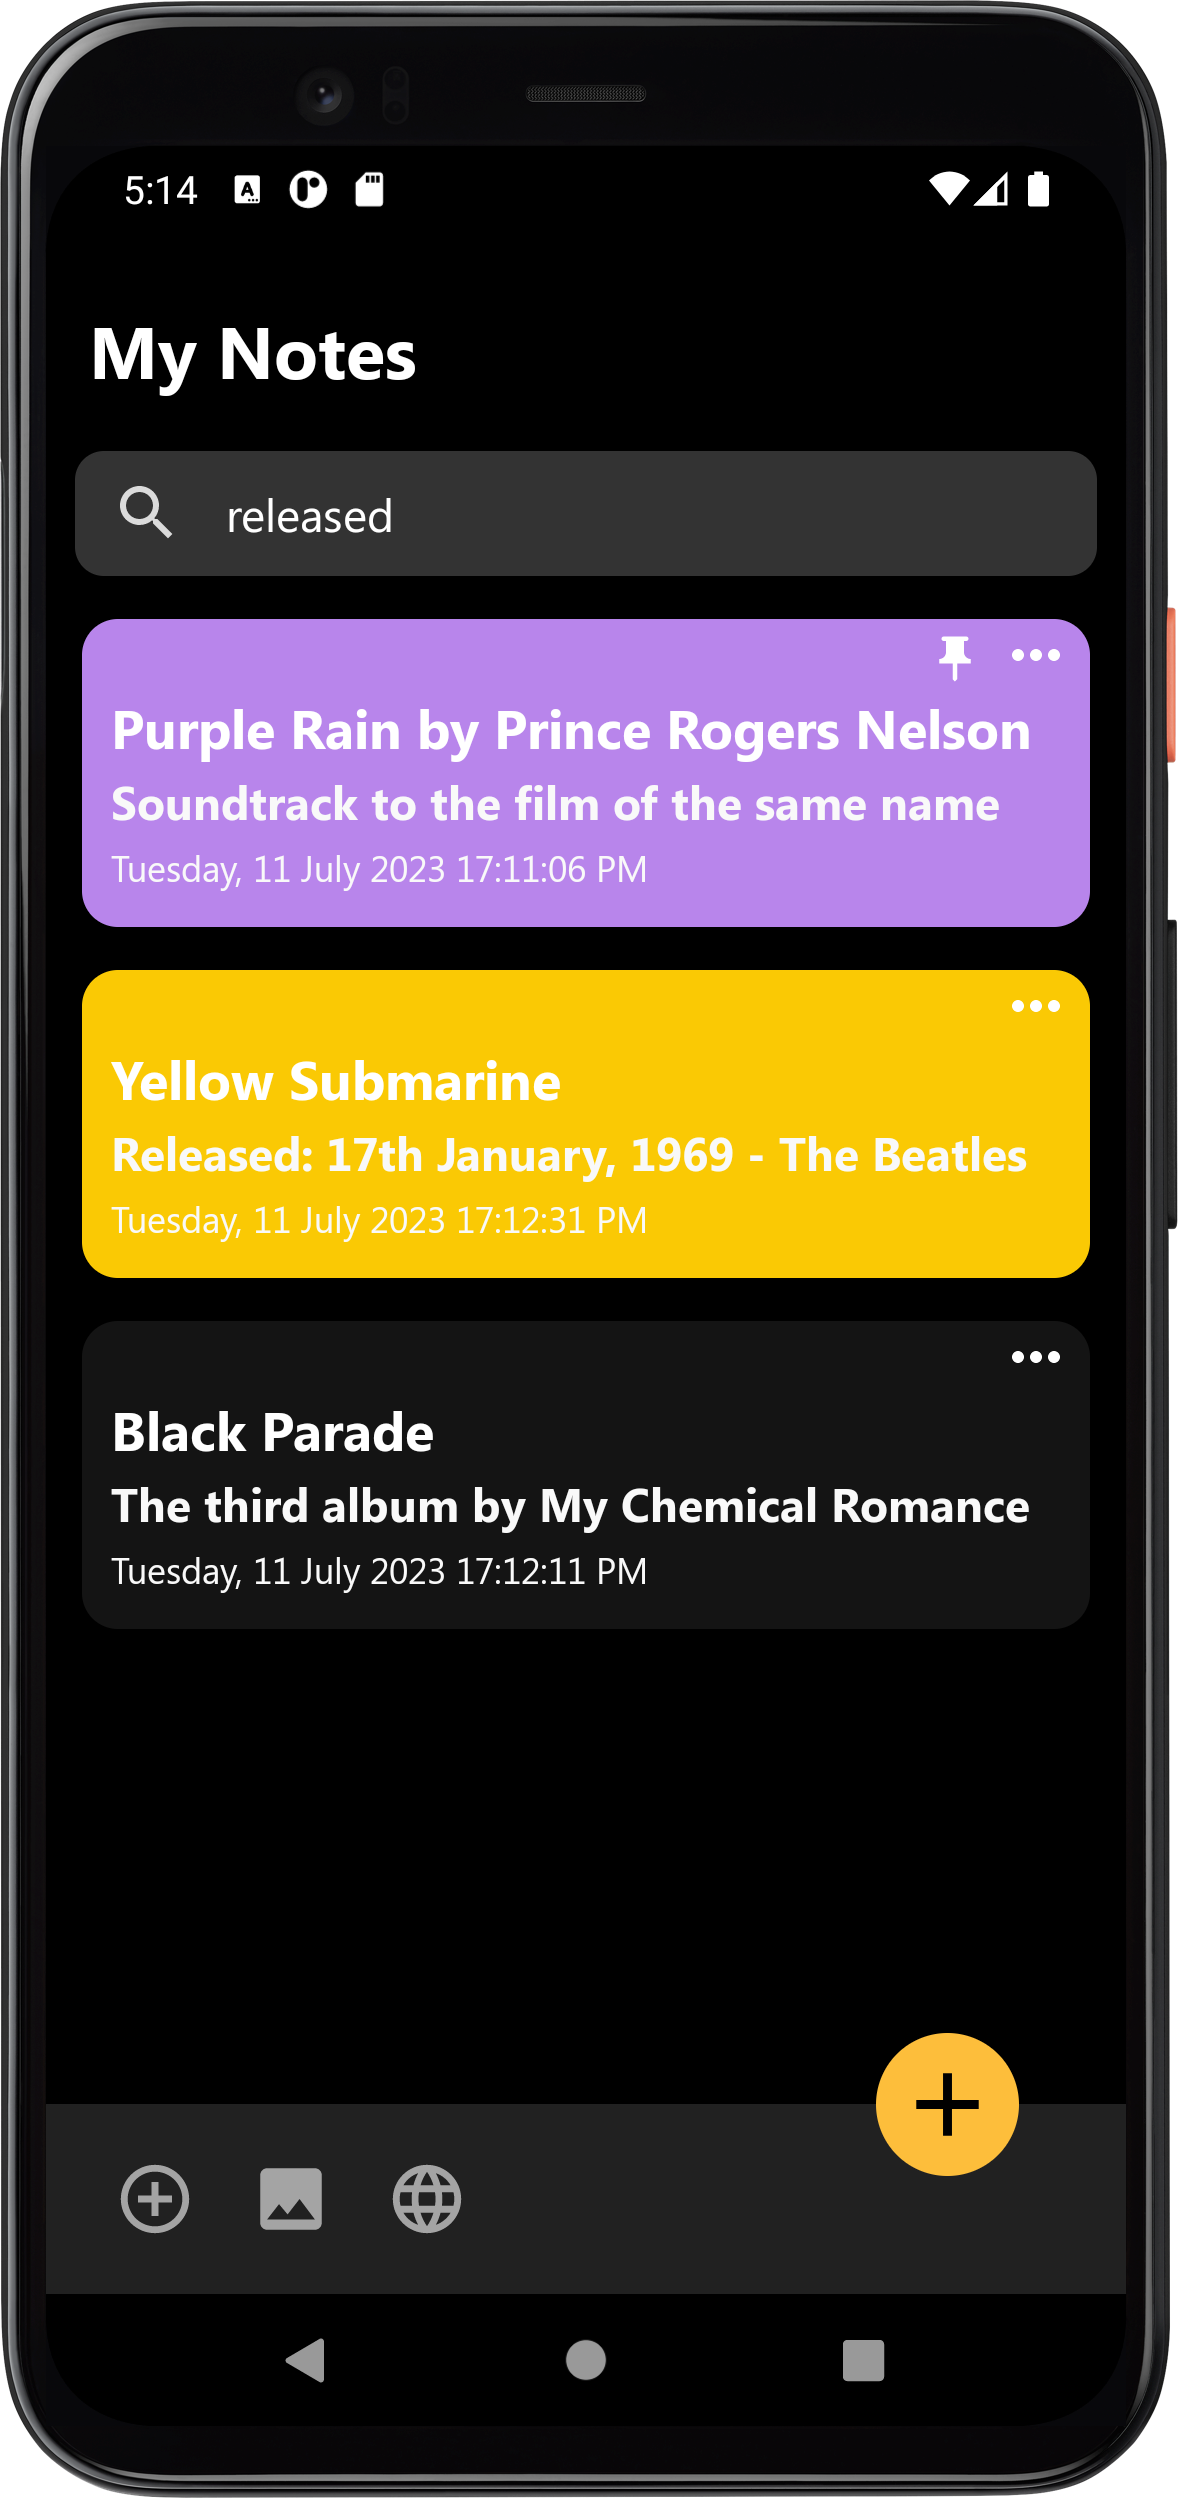 5:14
My Notes
released
Purple Rain by Prince Rogers Nelson
Soundtrack to the film of the same name
Tuesday, 11 July 2023 17:11:06 PM
Yellow Submarine
Released: 17th January, 1969 - The Beatles
Tuesday, 11 July 2023 17:12:31 PM
Black Parade
The third album by My Chemical Romance
Tuesday, 11 July 2023 17:12:11 PM